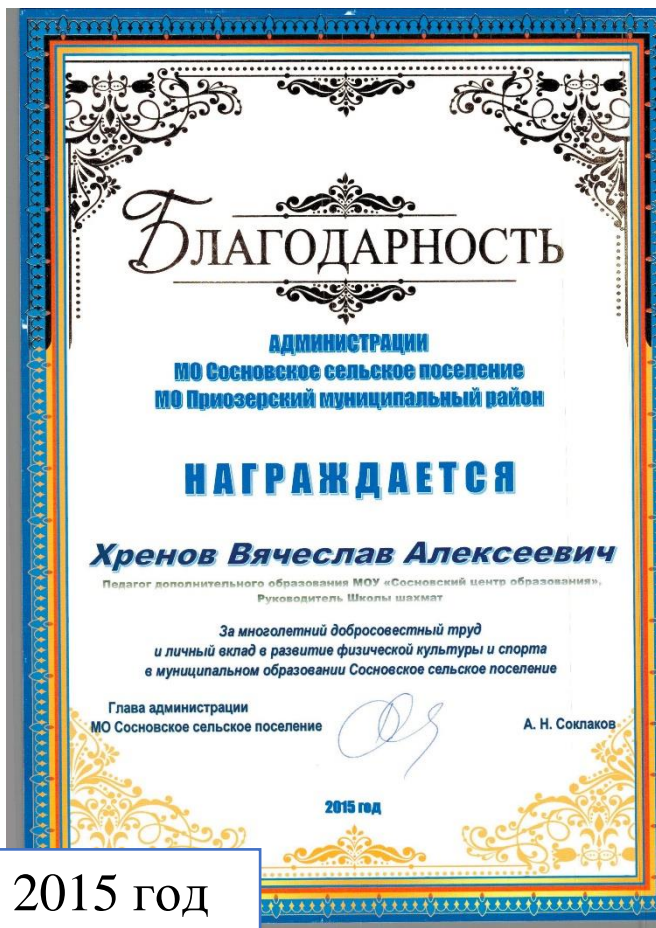 Благодарность
АДМИНИСТРАЦИИ
МО Сосновское сельское поселение
МО Приозерский муниципальный район
НАГРАЖДАЕТСЯ
Хренов Вячеслав Алексеевич
Педагог дополнительного образования МОУ «Сосновский центр образования»,
Руководитель Школы шахмат
За многолетний добросовестный труд
и личный вклад в развитие физической культуры и спорта
в муниципальном образовании Сосновское сельское поселение
Глава администрации
МО Сосновское сельское поселение
А. Н. Соклаков
2015 год
2015 год